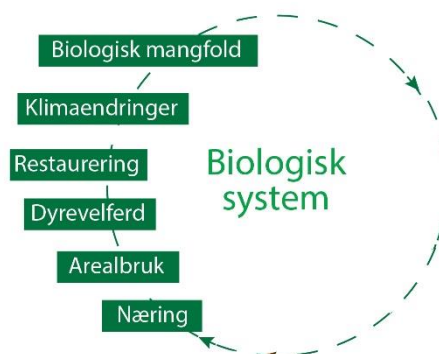 Biologisk mangfold
Klimaendringer
Restaurering
Biologisk
system
Dyrevelferd
Arealbruk
Næring